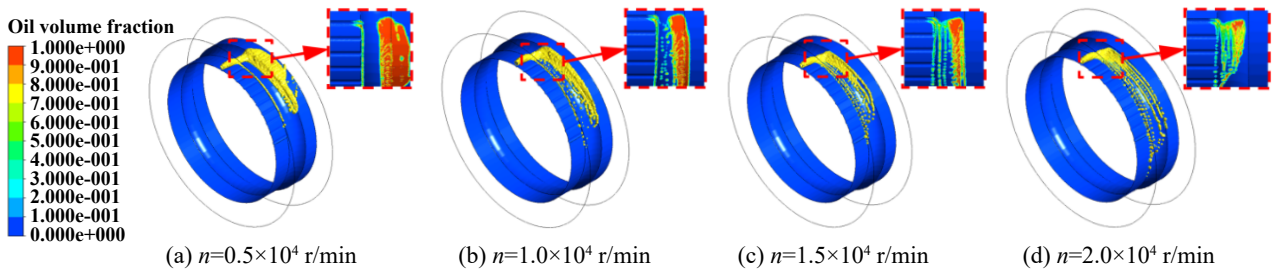 Oil volume fraction
1.000e+000
9.000e-001
8.000e-001
7.000e-001
6.000e-001
5.000e-001
4.000e-001
3.000e-001
2.000e-001
1.000e-001
0.000e+000
(a) n=0.5×10⁴ r/min
(b) n=1.0×10⁴ r/min
(c) n=1.5×10⁴ r/min
(d) n=2.0×10⁴ r/min